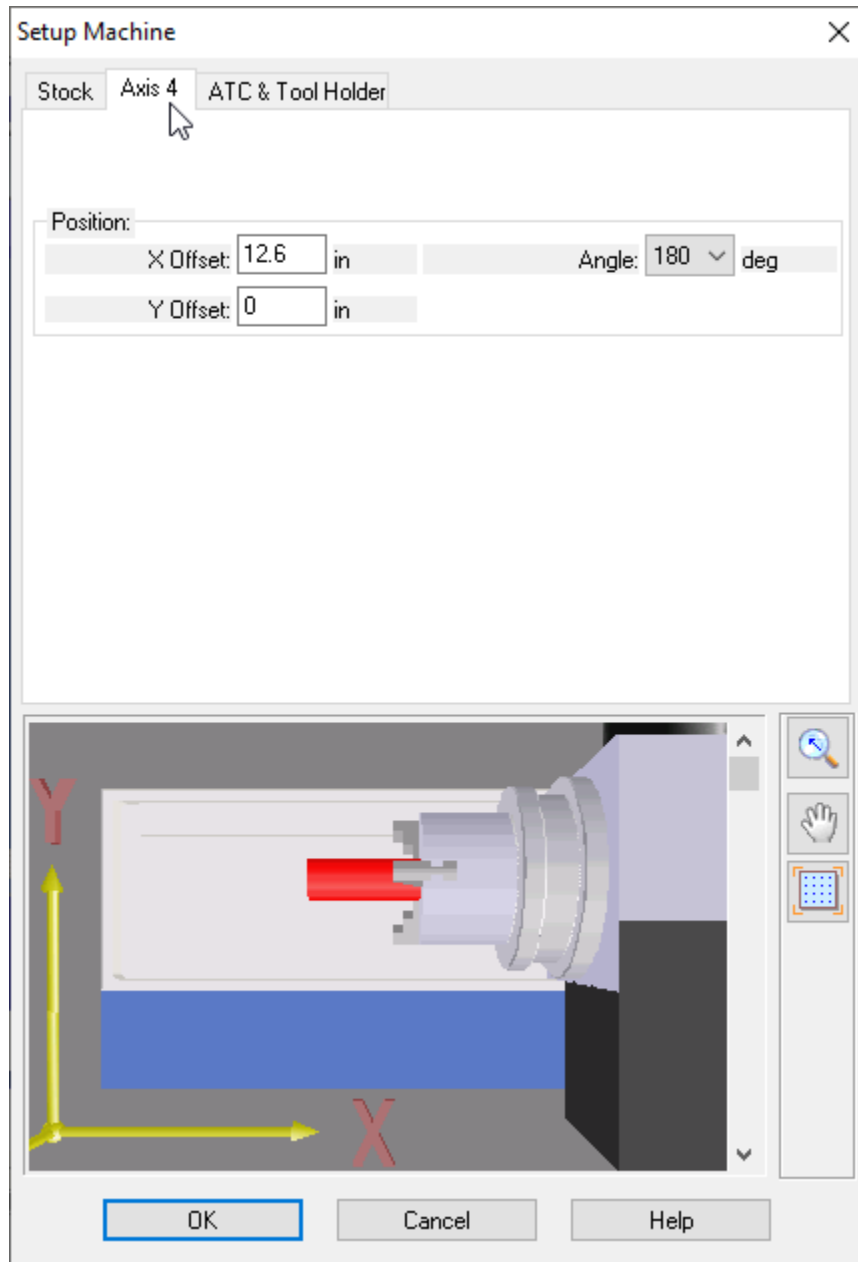 Setup Machine
Stock Axis 4 ATC & Tool Holder
Position:
X Offset: 12.6 in Angle: 180 deg
Y Offset: 0 in
Y
X
OK Cancel Help